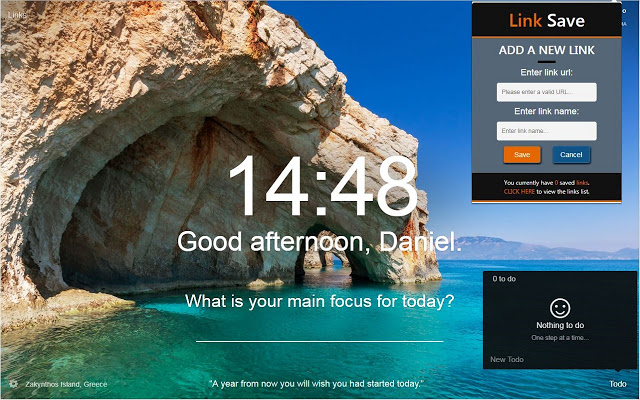 Links
Link Save
ADD A NEW LINK
Enter link url:
Please enter a valid URL...
Enter link name:
Enter link name...
Save
Cancel
You currently have 0 saved links.
CLICK HERE to view the links list.
14:48
Good afternoon, Daniel.
What is your main focus for today?
0 to do
Nothing to do
One step at a time...
New Todo
Zakynthos Island, Greece
"A year from now you will wish you had started today."
Todo